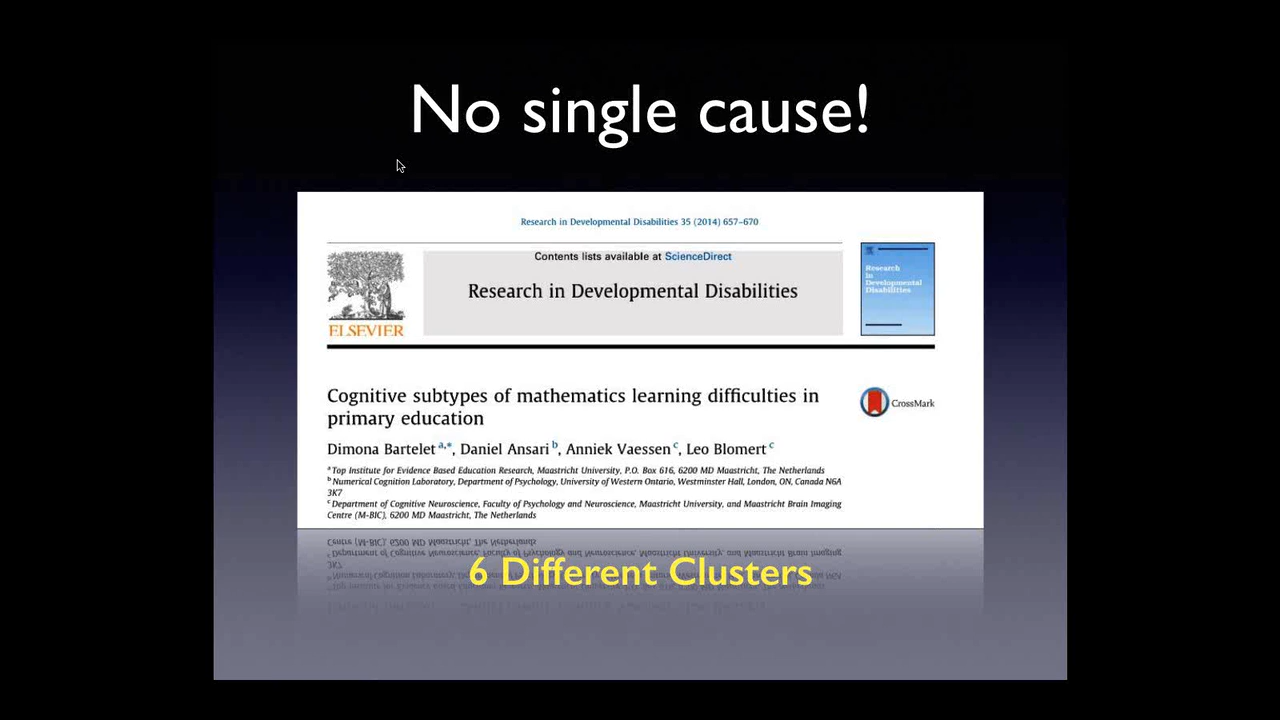 No single cause!
Research in Developmental Disabilities 35 (2014) 657–670
Contents lists available at ScienceDirect
Research in Developmental Disabilities
ELSEVIER
Research
in
Developmental
Disabilities
Cognitive subtypes of mathematics learning difficulties in
primary education
CrossMark
Dimona Bartelet a,*, Daniel Ansari b, Anniek Vaessen c, Leo Blomert c
a Top Institute for Evidence Based Education Research, Maastricht University, P.O. Box 616, 6200 MD Maastricht, The Netherlands
b Numerical Cognition Laboratory, Department of Psychology, University of Western Ontario, Westminster Hall, London, ON, Canada N6A
3K7
c Department of Cognitive Neuroscience, Faculty of Psychology and Neuroscience, Maastricht University, and Maastricht Brain Imaging
Centre (M-BIC), 6200 MD Maastricht, The Netherlands
6 Different Clusters